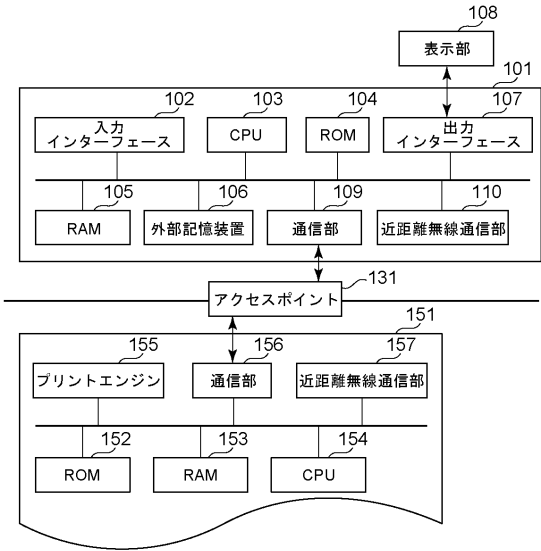 108
表示部
101
102
103
104
107
入力
インターフェース
CPU
ROM
出力
インターフェース
105
106
109
110
RAM
外部記憶装置
通信部
近距離無線通信部
131
アクセスポイント
151
155
156
157
プリントエンジン
通信部
近距離無線通信部
152
153
154
ROM
RAM
CPU